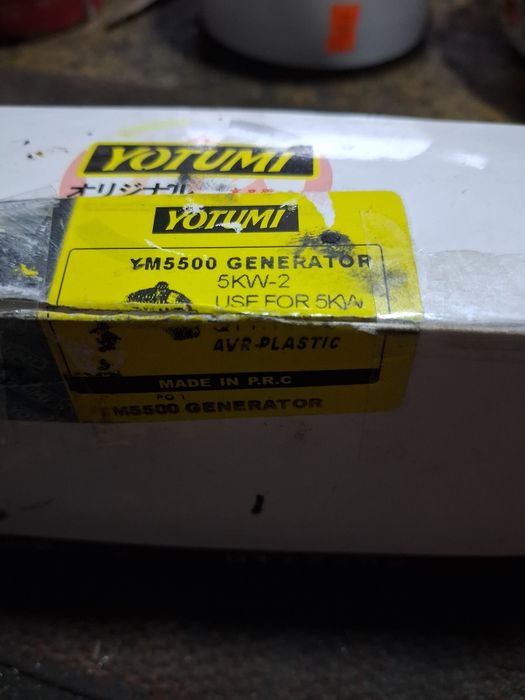 YOTUMI
オリジナル
YOTUMI
YM5500 GENERATOR
5KW-2
USE FOR 5KW
AVR-PLASTIC
MADE IN P.R.C
YM5500 GENERATOR